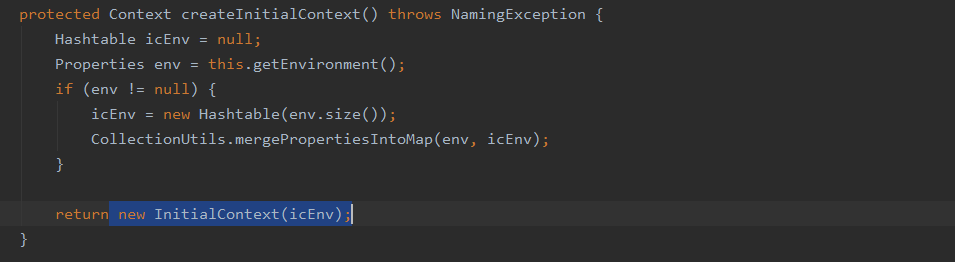 protected Context createInitialContext() throws NamingException {
    Hashtable icEnv = null;
    Properties env = this.getEnvironment();
    if (env != null) {
        icEnv = new Hashtable(env.size());
        CollectionUtils.mergePropertiesIntoMap(env, icEnv);
    }

    return new InitialContext(icEnv);
}